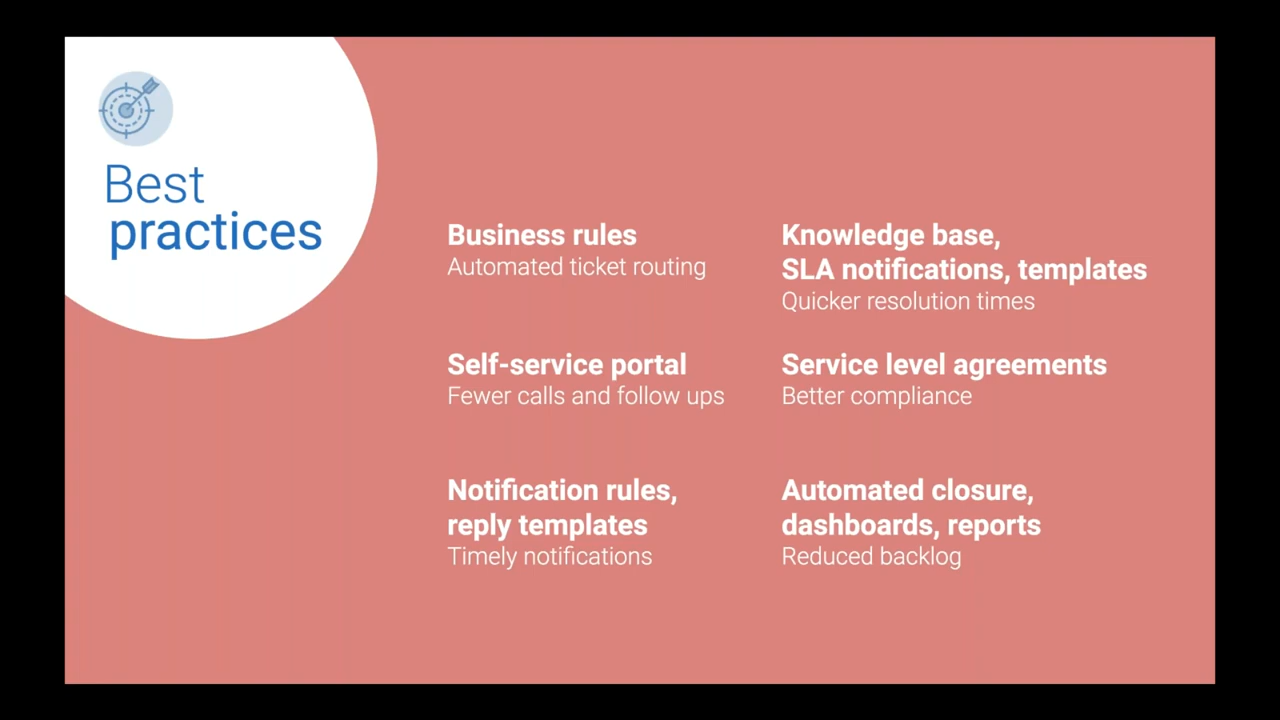 Best
practices
Business rules
Automated ticket routing
Knowledge base,
SLA notifications, templates
Quicker resolution times
Self-service portal
Fewer calls and follow ups
Service level agreements
Better compliance
Notification rules,
reply templates
Timely notifications
Automated closure,
dashboards, reports
Reduced backlog